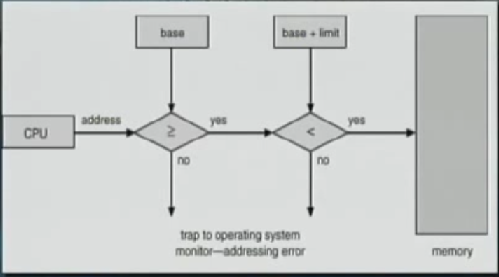 base
base + limit
CPU
address
≥
yes
<
yes
no
no
trap to operating system
monitor—addressing error
memory